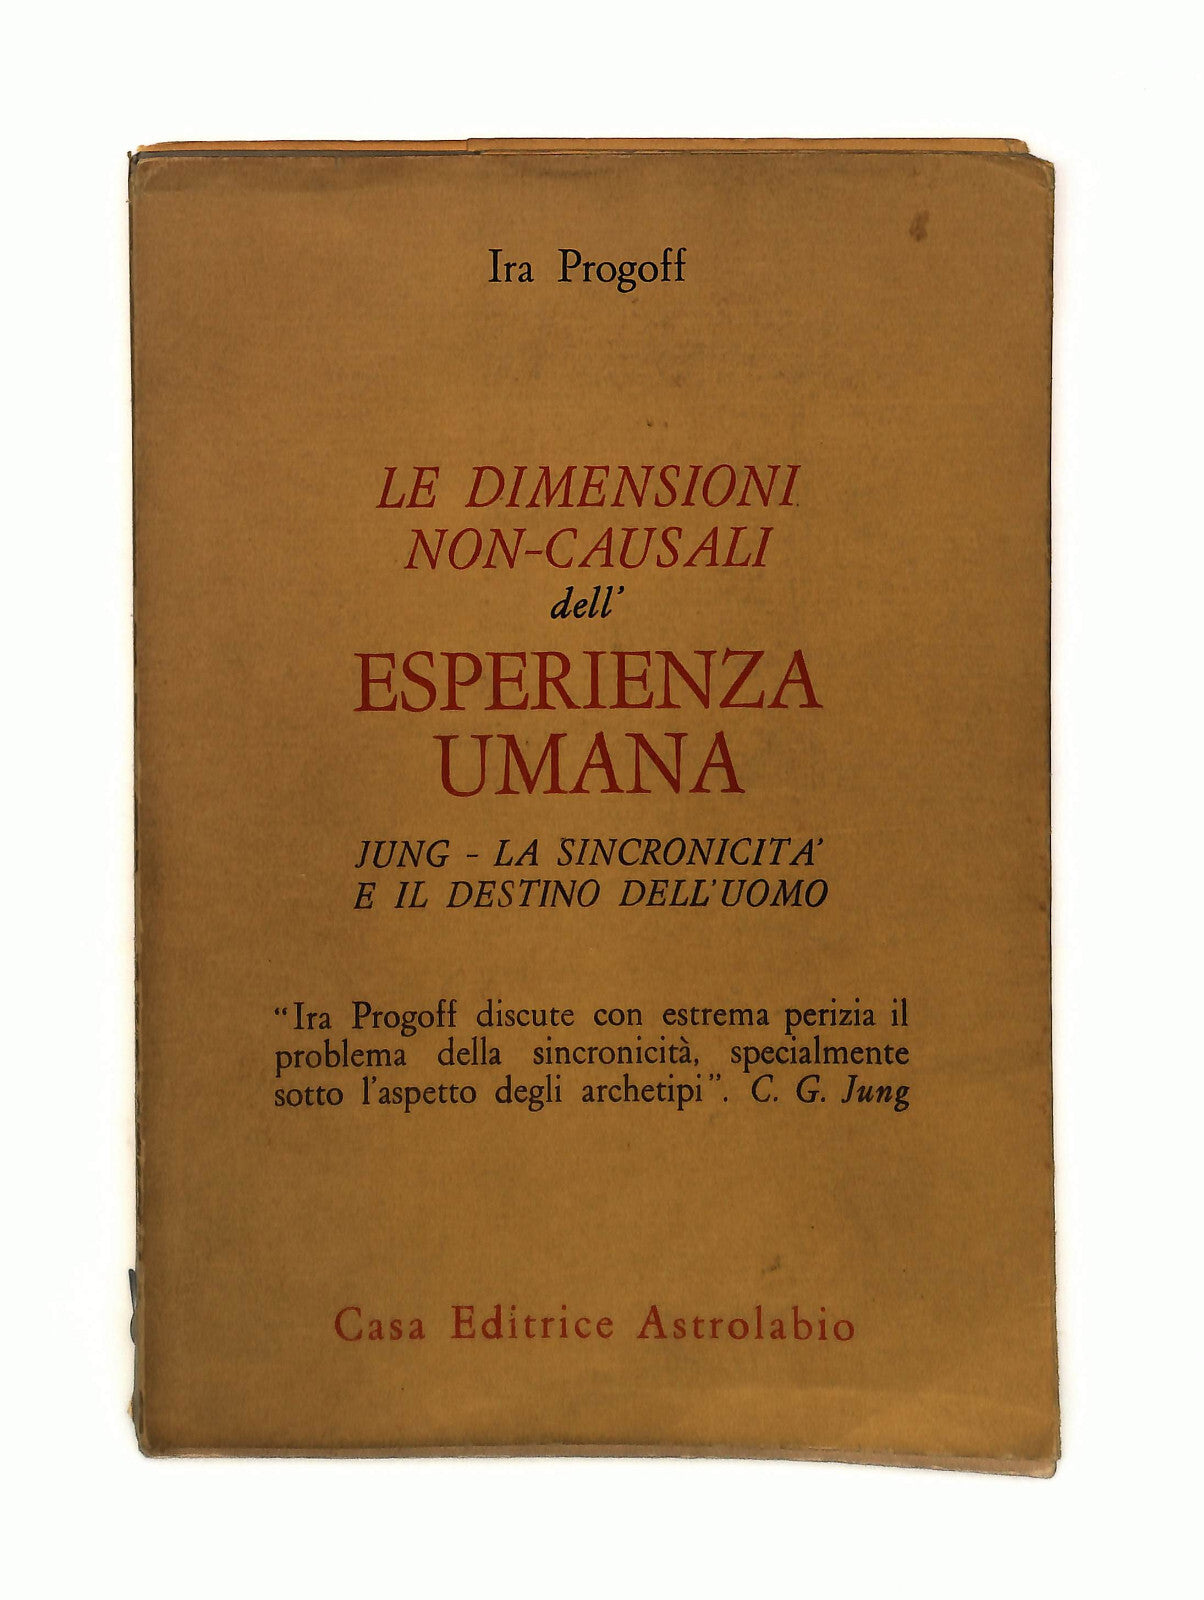 Ira Progoff
LE DIMENSIONI
NON-CAUSALI
dell'
ESPERIENZA
UMANA
JUNG - LA SINCRONICITA'
E IL DESTINO DELL'UOMO
“Ira Progoff discute con estrema perizia il
problema della sincronicità, specialmente
sotto l'aspetto degli archetipi”. C. G. Jung
Casa Editrice Astrolabio